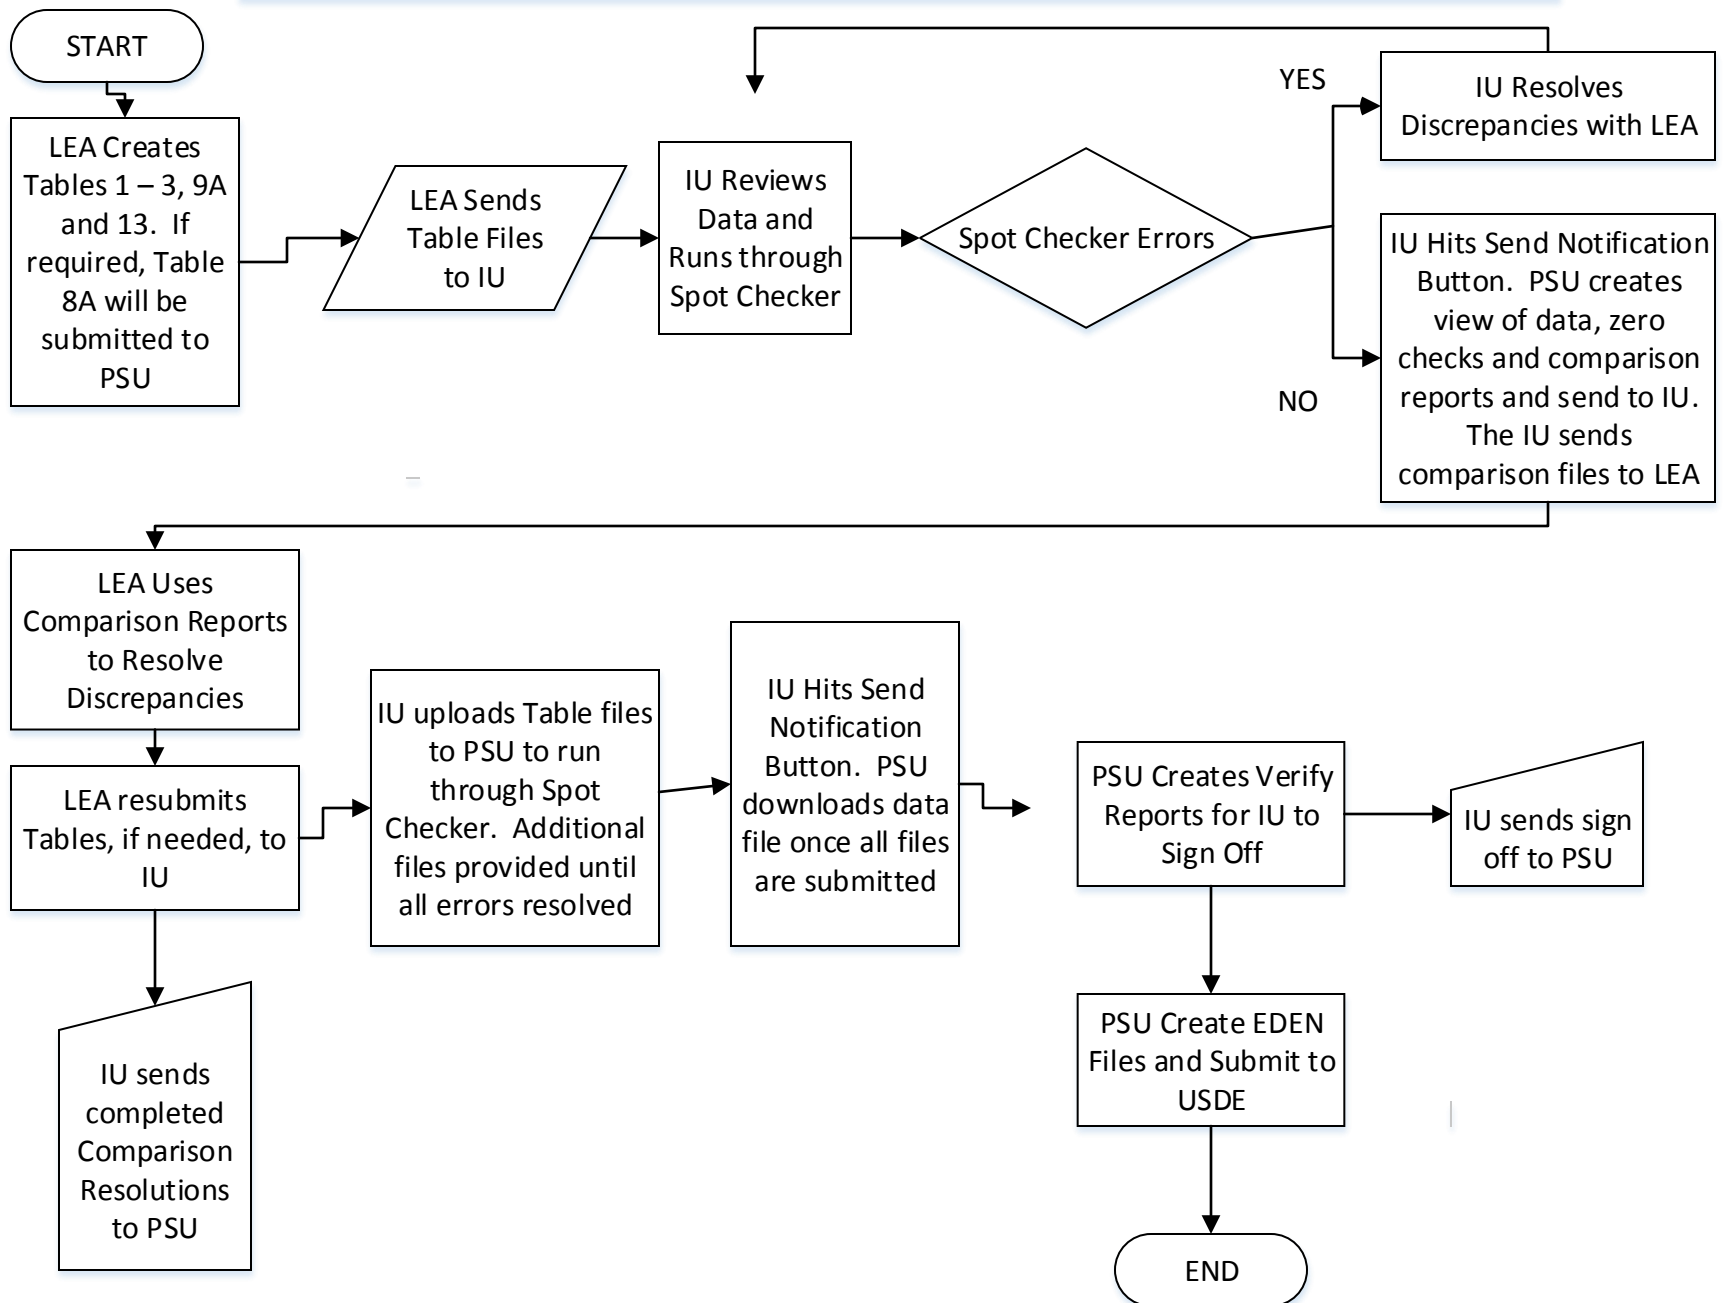 START
LEA Creates
Tables 1 – 3, 9A
and 13.  If
required, Table
8A will be
submitted to
PSU
LEA Sends
Table Files
to IU
IU Reviews
Data and
Runs through
Spot Checker
Spot Checker Errors
YES
IU Resolves
Discrepancies with LEA
NO
IU Hits Send Notification
Button.  PSU creates
view of data, zero
checks and comparison
reports and send to IU.
The IU sends
comparison files to LEA
LEA Uses
Comparison Reports
to Resolve
Discrepancies
LEA resubmits
Tables, if needed, to
IU
IU sends
completed
Comparison
Resolutions
to PSU
IU uploads Table files
to PSU to run
through Spot
Checker.  Additional
files provided until
all errors resolved
IU Hits Send
Notification
Button.  PSU
downloads data
file once all files
are submitted
PSU Creates Verify
Reports for IU to
Sign Off
IU sends sign
off to PSU
PSU Create EDEN
Files and Submit to
USDE
END